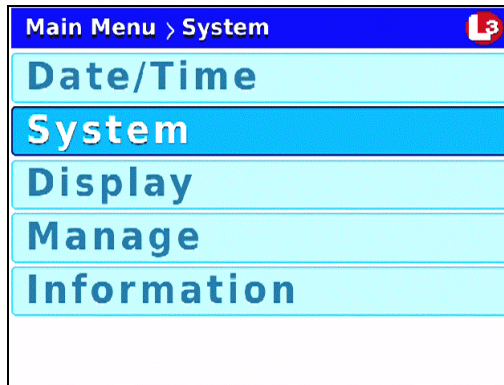 Main Menu > System
L3
Date/Time
System
Display
Manage
Information